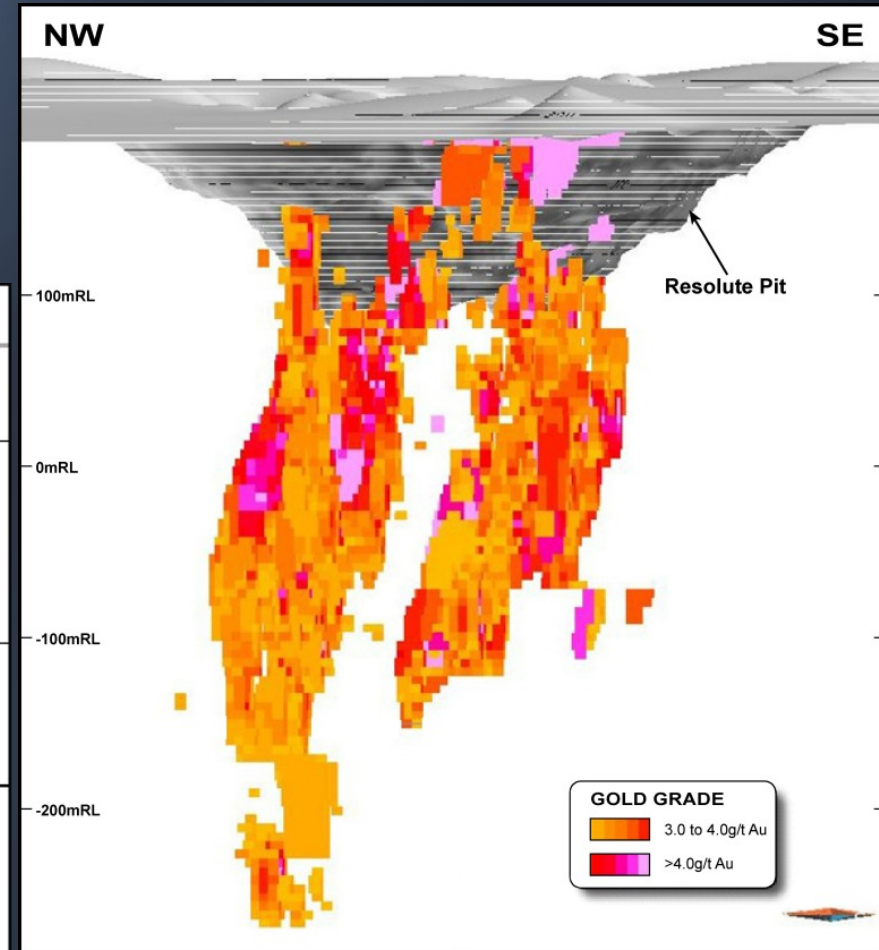 NW
SE
Resolute Pit
100mRL
0mRL
-100mRL
-200mRL
GOLD GRADE
3.0 to 4.0g/t Au
>4.0g/t Au